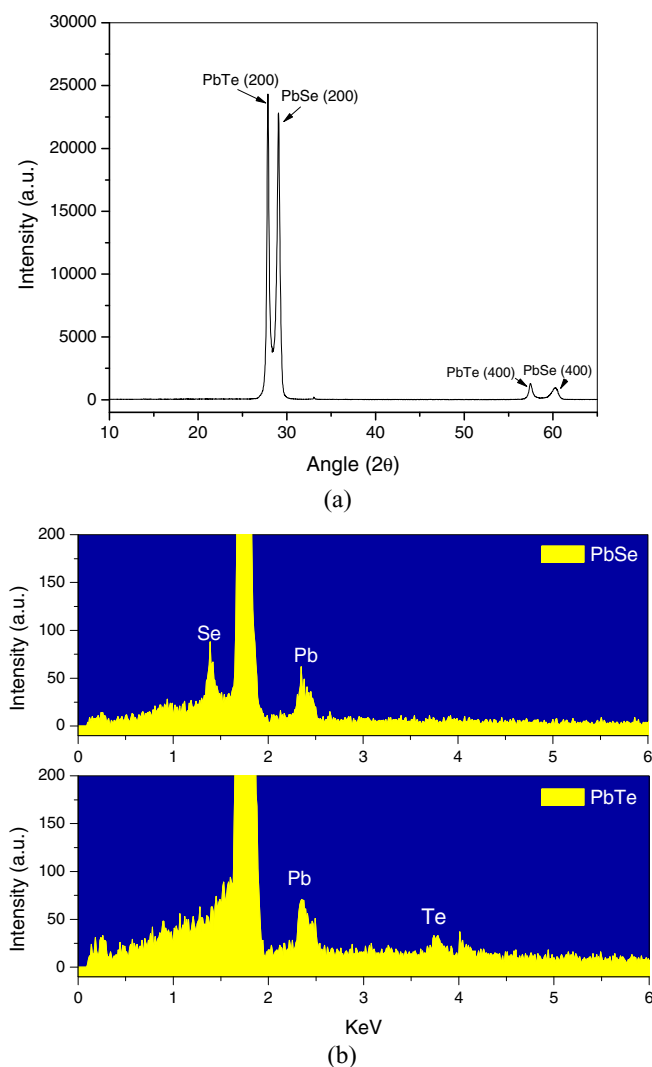 30000
25000
PbTe (200)
PbSe (200)
20000
15000
10000
5000
PbTe (400) PbSe (400)
0
10 20 30 40 50 60
Intensity (a.u.)
Angle (2θ)
(a)
200
PbSe
150
100
Se
Pb
50
0
0 1 2 3 4 5 6
Intensity (a.u.)
200
PbTe
150
100
Pb
50
Te
0
0 1 2 3 4 5 6
Intensity (a.u.)
KeV
(b)